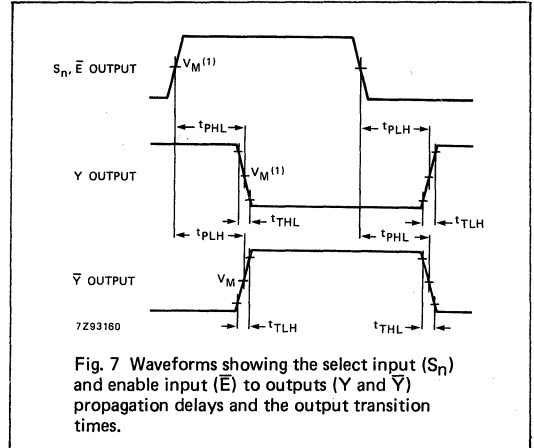 Sn, E̅ OUTPUT
VM(1)
tPHL
tPLH
Y OUTPUT
VM(1)
tTHL
tTLH
tPLH
tPHL
Y̅ OUTPUT
VM
7Z93160
tTLH
tTHL
Fig. 7 Waveforms showing the select input (Sn)
and enable input (E̅) to outputs (Y and Y̅)
propagation delays and the output transition
times.